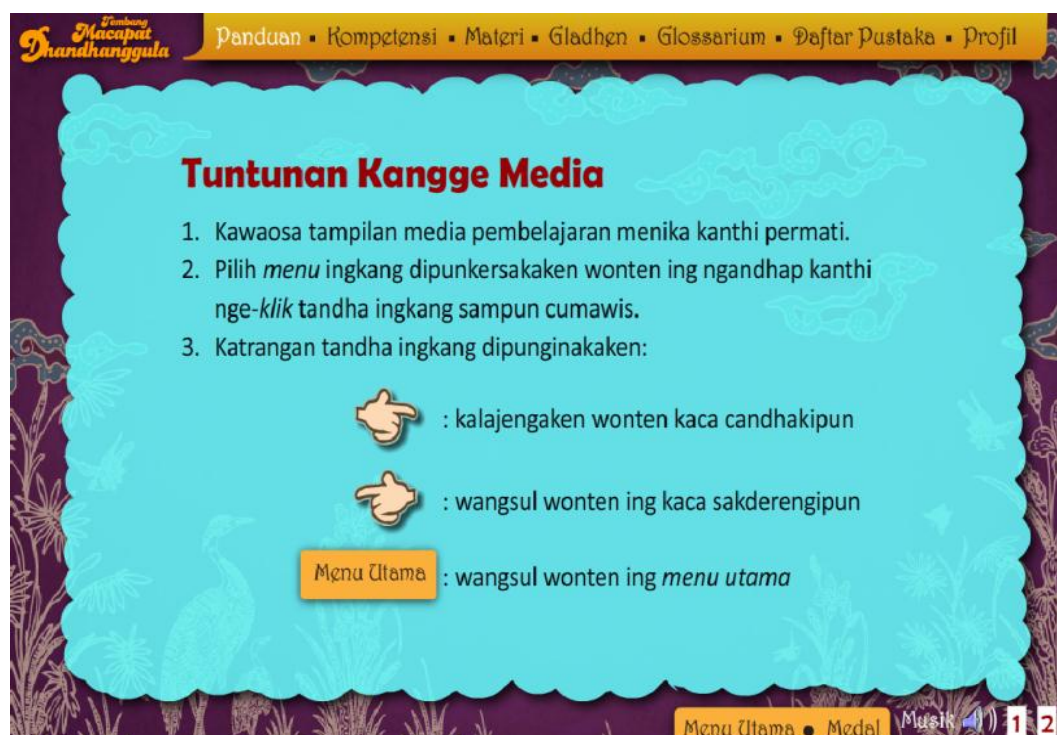 Tembang
Macapat
Dhandhanggula
Panduan ▪ Kompetensi ▪ Materi ▪ Gladhen ▪ Glossarium ▪ Daftar Pustaka ▪ Profil
Tuntunan Kangge Media
1. Kawaosa tampilan media pembelajaran menika kanthi permati.
2. Pilih menu ingkang dipunkersakaken wonten ing ngandhap kanthi
nge-klik tandha ingkang sampun cumawis.
3. Katrangan tandha ingkang dipunginakaken:
: kalajengaken wonten kaca candhakipun
: wangsul wonten ing kaca sakderengipun
Menu Utama : wangsul wonten ing menu utama
Menu Utama ● Medal Musik 1 2